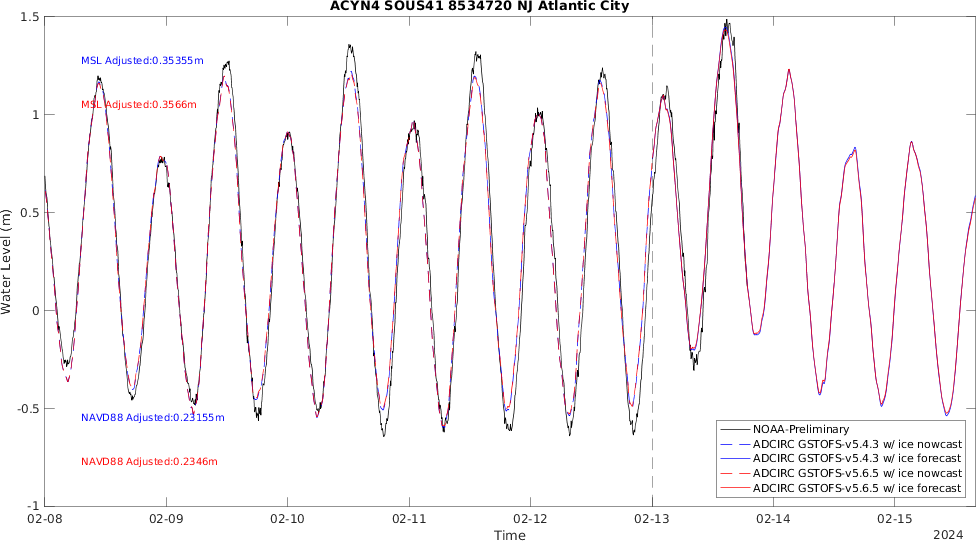 ACYN4 SOUS41 8534720 NJ Atlantic City
1.5
MSL Adjusted:0.35355m
MSL Adjusted:0.3566m
1
0.5
Water Level (m)
0
-0.5
NAVD88 Adjusted:0.23155m
NAVD88 Adjusted:0.2346m
NOAA-Preliminary
ADCIRC GSTOFS-v5.4.3 w/ ice nowcast
ADCIRC GSTOFS-v5.4.3 w/ ice forecast
ADCIRC GSTOFS-v5.6.5 w/ ice nowcast
ADCIRC GSTOFS-v5.6.5 w/ ice forecast
-1
02-08 02-09 02-10 02-11 02-12 02-13 02-14 02-15
Time
2024